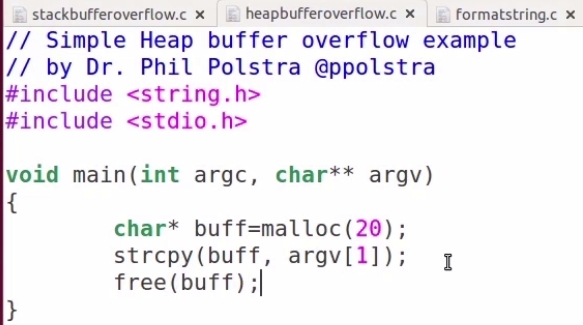 stackbufferoverflow.c × heapbufferoverflow.c × formatstring.c ×
// Simple Heap buffer overflow example
// by Dr. Phil Polstra @ppolstra
#include <string.h>
#include <stdio.h>
void main(int argc, char** argv)
{
char* buff=malloc(20);
strcpy(buff, argv[1]);
free(buff);
}